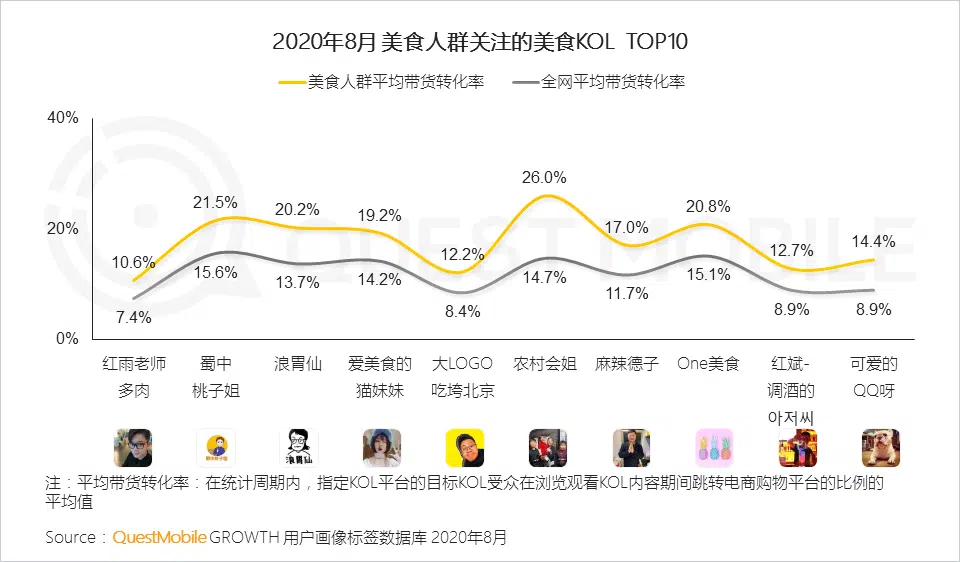 2020年8月 美食人群关注的美食KOL TOP10
美食人群平均带货转化率 全网平均带货转化率
40%
20%
0%
10.6% 21.5% 20.2% 19.2% 12.2% 26.0% 17.0% 20.8% 12.7% 14.4%
7.4% 15.6% 13.7% 14.2% 8.4% 14.7% 11.7% 15.1% 8.9% 8.9%
QUEST MOBILE
红雨老师 蜀中 浪胃仙 爱美食的 大LOGO 农村会姐 麻辣德子 One美食 红斌- 可爱的
多肉 桃子姐 猫妹妹 吃垮北京 调酒的 QQ呀
阿저씨
浪胃仙
注：平均带货转化率：在统计周期内，指定KOL平台的目标KOL受众在浏览观看KOL内容期间跳转电商购物平台的比例的
平均值
Source：QuestMobile GROWTH 用户画像标签数据库 2020年8月